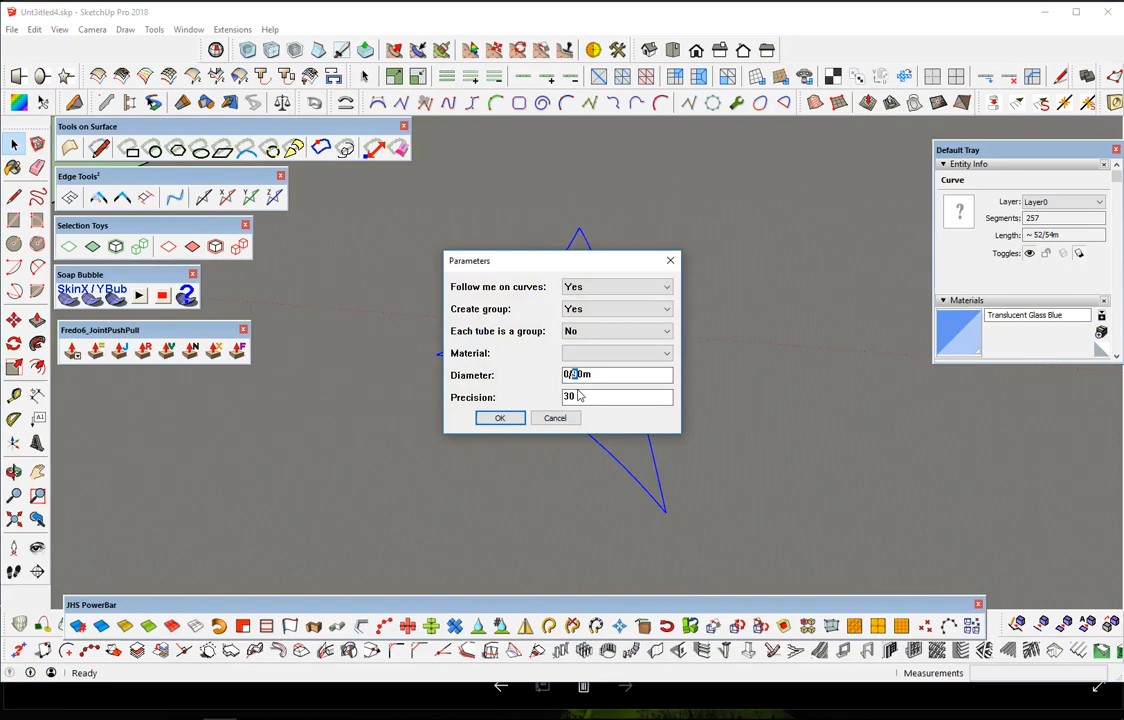 Unt3itled4.skp - SketchUp Pro 2018
File Edit View Camera Draw Tools Window Extensions Help
Tools on Surface
Edge Tools²
Selection Toys
Soap Bubble
SkinX / YBub
Fredo6_JointPushPull
Default Tray
Entity Info
Curve
Layer: Layer0
Segments: 257
Length: ~ 52/54m
Toggles:
Materials
Translucent Glass Blue
Parameters
Follow me on curves: Yes
Create group: Yes
Each tube is a group: No
Material:
Precision: 30
OK Cancel
JHS PowerBar
Ready
Measurements